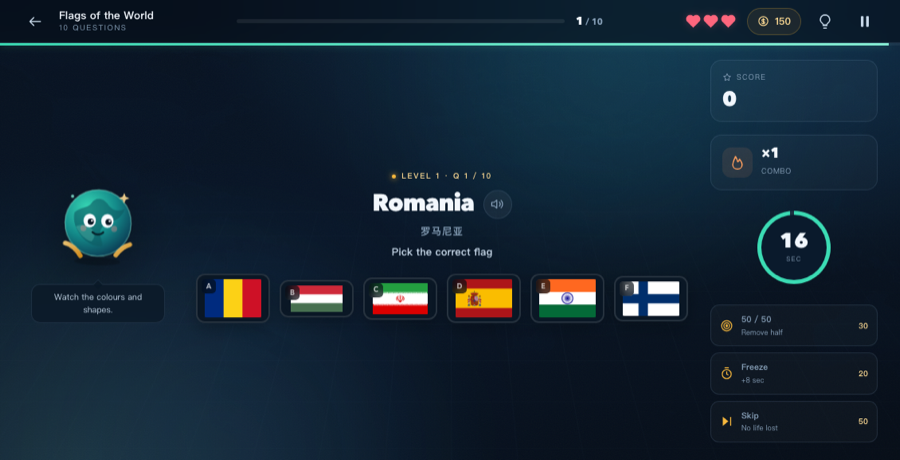 Flags of the World
10 QUESTIONS
1 / 10
150
SCORE
0
×1
COMBO
LEVEL 1 · Q 1 / 10
Romania
罗马尼亚
Pick the correct flag
16
SEC
Watch the colours and
shapes.
A
B
C
D
E
F
50 / 50
Remove half
30
Freeze
+8 sec
20
Skip
No life lost
50